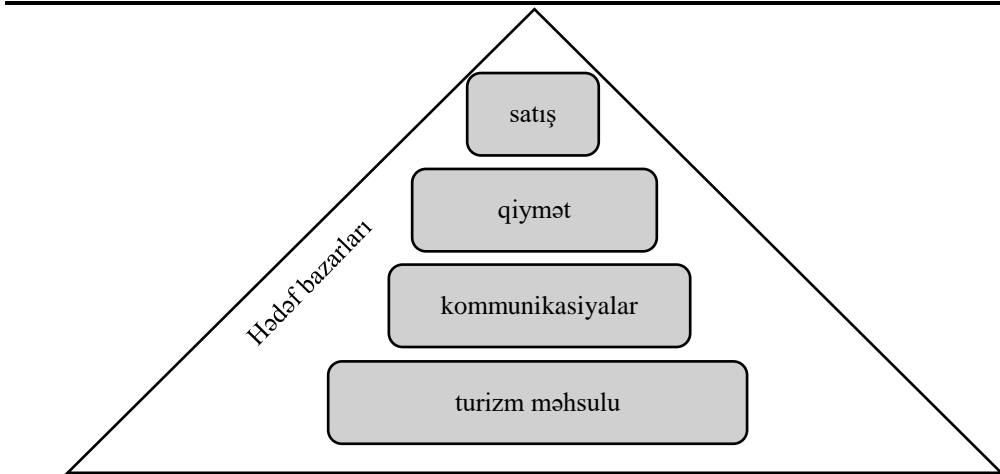 satış
qiymət
Hədəf bazarları
kommunikasiyalar
turizm məhsulu